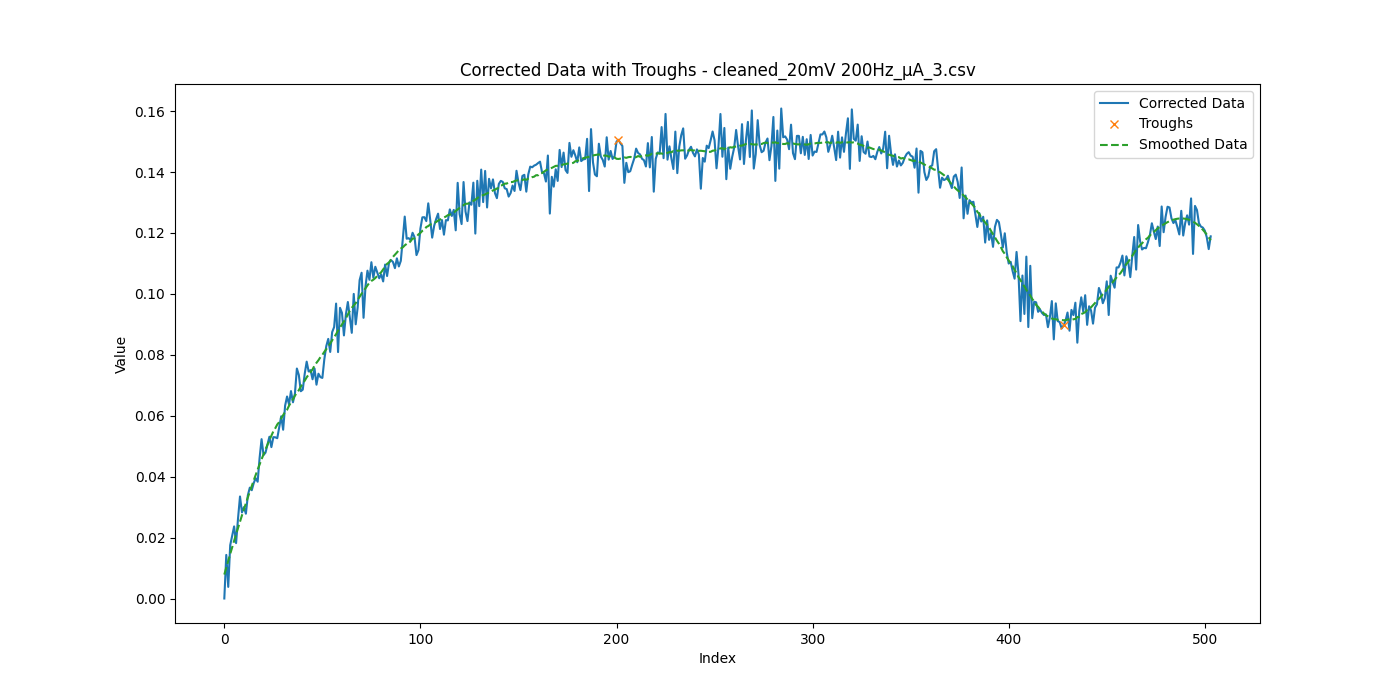 Corrected Data with Troughs - cleaned_20mV 200Hz_µA_3.csv
Corrected Data
Troughs
Smoothed Data
Value
0.16
0.14
0.12
0.10
0.08
0.06
0.04
0.02
0.00
0 100 200 300 400 500
Index